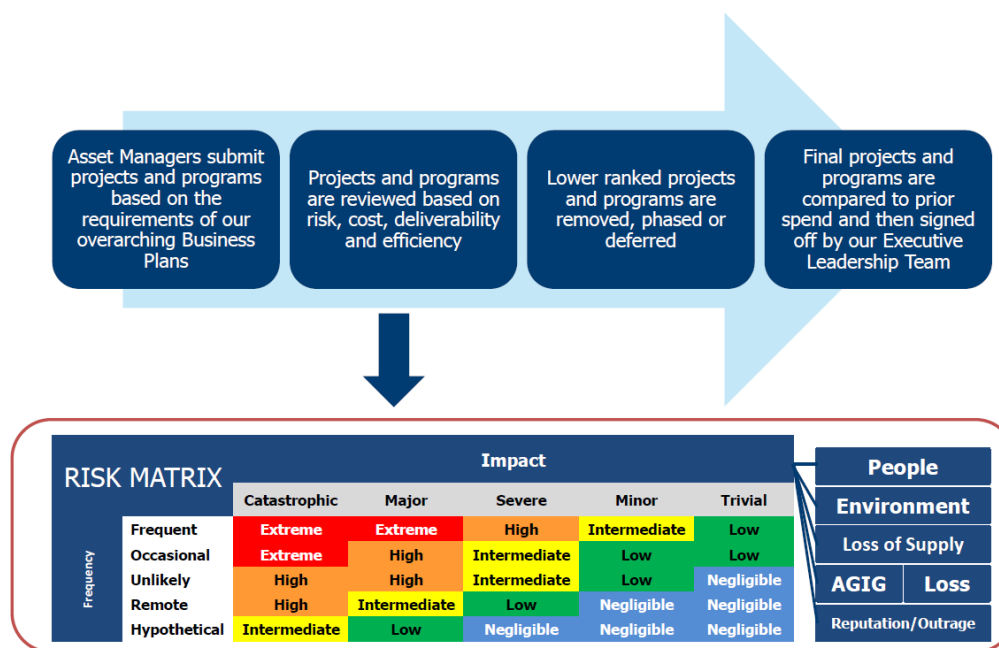 Asset Managers submit
projects and programs
based on the
requirements of our
overarching Business
Plans
Projects and programs
are reviewed based on
risk, cost, deliverability
and efficiency
Lower ranked projects
and programs are
removed, phased or
deferred
Final projects and
programs are
compared to prior
spend and then signed
off by our Executive
Leadership Team
RISK MATRIX
Impact
Catastrophic Major Severe Minor Trivial
Frequency
Frequent Extreme Extreme High Intermediate Low
Occasional Extreme High Intermediate Low Low
Unlikely High High Intermediate Low Negligible
Remote High Intermediate Low Negligible Negligible
Hypothetical Intermediate Low Negligible Negligible Negligible
People
Environment
Loss of Supply
AGIG Loss
Reputation/Outrage